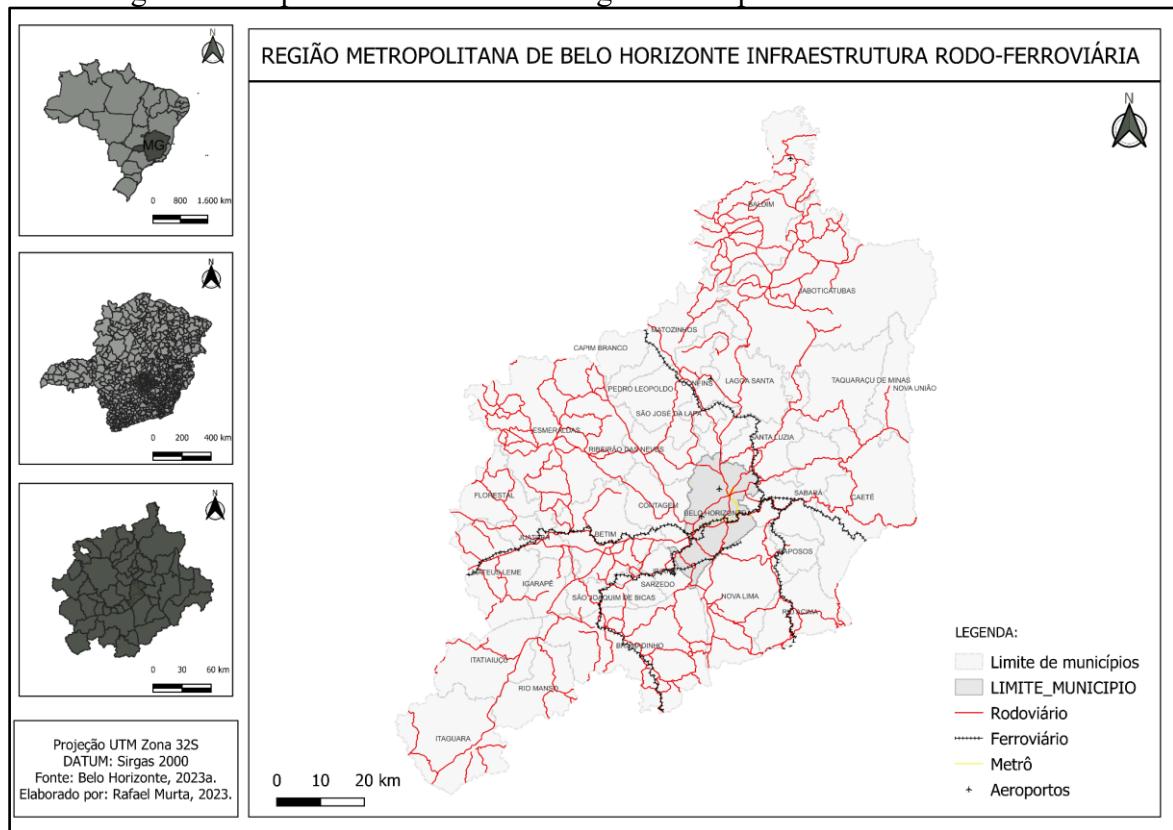 N
MG
0 800 1.600 km
N
0 200 400 km
N
0 30 60 km
Projeção UTM Zona 32S
DATUM: Sirgas 2000
Fonte: Belo Horizonte, 2023a.
Elaborado por: Rafael Murta, 2023.
REGIÃO METROPOLITANA DE BELO HORIZONTE INFRAESTRUTURA RODO-FERROVIÁRIA
N
BALDIM
JABOTICATUBAS
MATOZINHOS
CAPIM BRANCO
PEDRO LEOPOLDO
CONFINS
LAGOA SANTA
TAQUARAÇU DE MINAS
NOVA UNIÃO
SÃO JOSÉ DA LAPA
ESMERALDAS
RIBEIRÃO DAS NEVES
SANTA LUZIA
FLORESTAL
CONTAGEM
BELO HORIZONTE
SABARÁ
CAETÉ
JUATUBA
BETIM
RAPOSOS
MATEUS LEME
IGARAPÉ
SARZEDO
SÃO JOAQUIM DE BICAS
NOVA LIMA
RIO ACIMA
BRUMADINHO
ITATIAIUÇU
RIO MANSO
ITAGUARA
0 10 20 km
LEGENDA:
Limite de municípios
LIMITE_MUNICIPIO
Rodoviário
Ferroviário
Metrô
Aeroportos